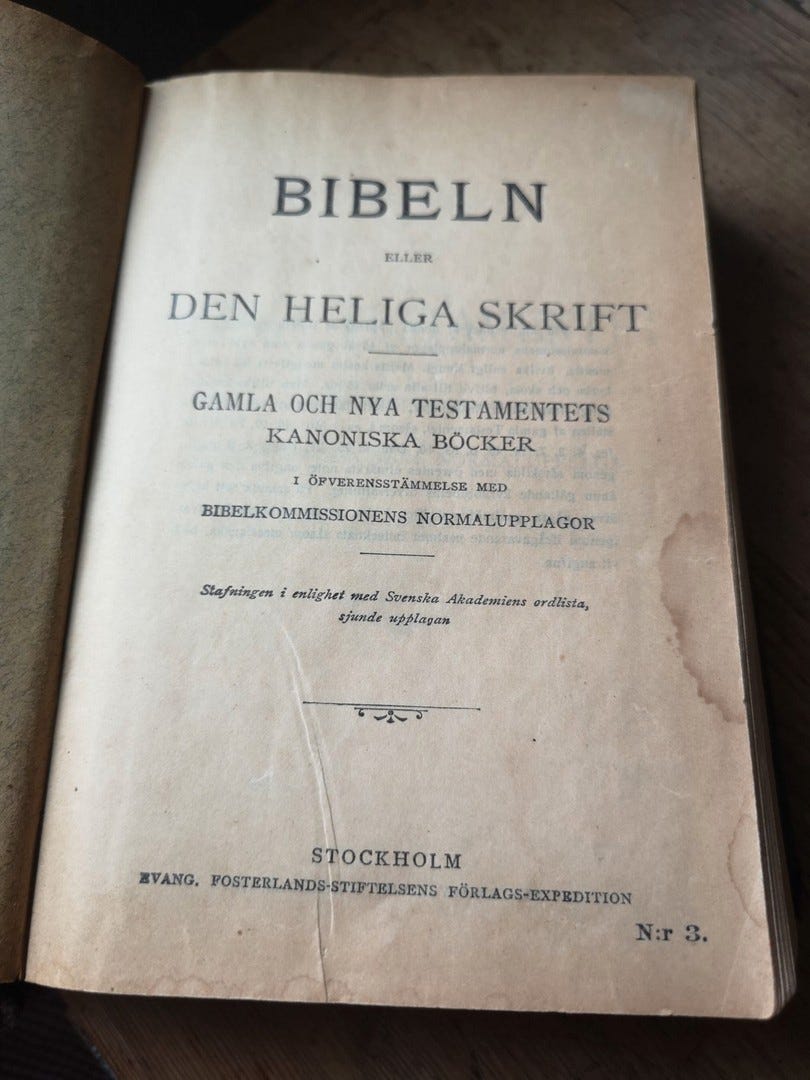 BIBELN
ELLER
DEN HELIGA SKRIFT
GAMLA OCH NYA TESTAMENTETS
KANONISKA BÖCKER
I ÖFVERENSSTÄMMELSE MED
BIBELKOMMISSIONENS NORMALUPPLAGOR
Stafningen i enlighet med Svenska Akademiens ordlista,
sjunde upplagan
STOCKHOLM
EVANG. FOSTERLANDS-STIFTELSENS FÖRLAGS-EXPEDITION
N:r 3.